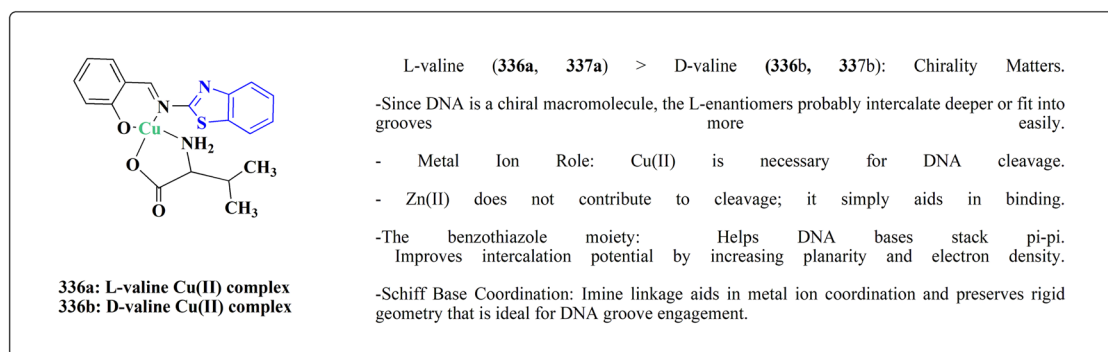 N
N
S
O
Cu
NH₂
O
O
CH₃
CH₃
336a: L-valine Cu(II) complex
336b: D-valine Cu(II) complex
L-valine (336a, 337a) > D-valine (336b, 337b): Chirality Matters.
-Since DNA is a chiral macromolecule, the L-enantiomers probably intercalate deeper or fit into
grooves more easily.
- Metal Ion Role: Cu(II) is necessary for DNA cleavage.
- Zn(II) does not contribute to cleavage; it simply aids in binding.
-The benzothiazole moiety: Helps DNA bases stack pi-pi.
Improves intercalation potential by increasing planarity and electron density.
-Schiff Base Coordination: Imine linkage aids in metal ion coordination and preserves rigid
geometry that is ideal for DNA groove engagement.